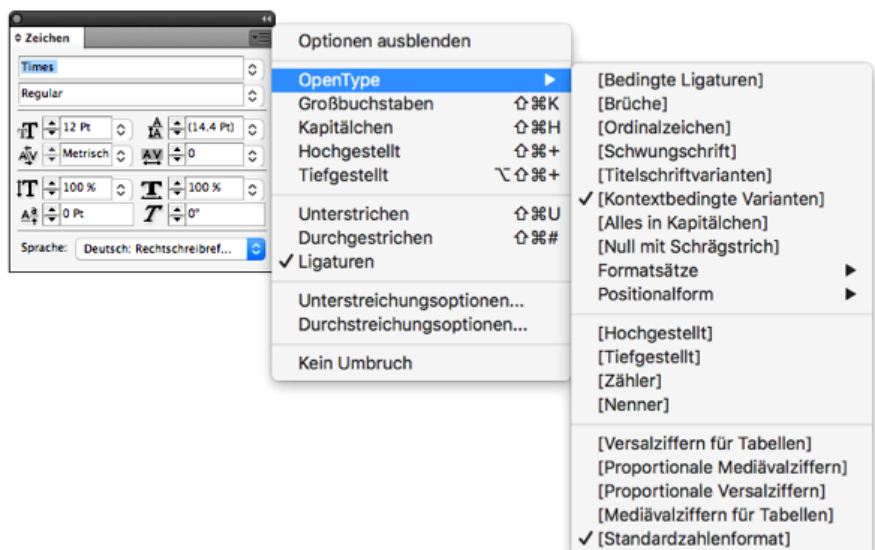 Zeichen
Times
Regular
12 Pt
(14,4 Pt)
Metrisch
0
100 %
100 %
0 Pt
0°
Sprache: Deutsch: Rechtschreibref...
Optionen ausblenden
OpenType
Großbuchstaben ⇧⌘K
Kapitälchen ⇧⌘H
Hochgestellt ⇧⌘+
Tiefgestellt ⌥⇧⌘+
Unterstrichen ⇧⌘U
Durchgestrichen ⇧⌘#
✓ Ligaturen
Unterstreichungsoptionen...
Durchstreichungsoptionen...
Kein Umbruch
[Bedingte Ligaturen]
[Brüche]
[Ordinalzeichen]
[Schwungschrift]
[Titelschriftvarianten]
✓ [Kontextbedingte Varianten]
[Alles in Kapitälchen]
[Null mit Schrägstrich]
Formatsätze
Positionalform
[Hochgestellt]
[Tiefgestellt]
[Zähler]
[Nenner]
[Versalziffern für Tabellen]
[Proportionale Mediävalziffern]
[Proportionale Versalziffern]
[Mediävalziffern für Tabellen]
✓ [Standardzahlenformat]